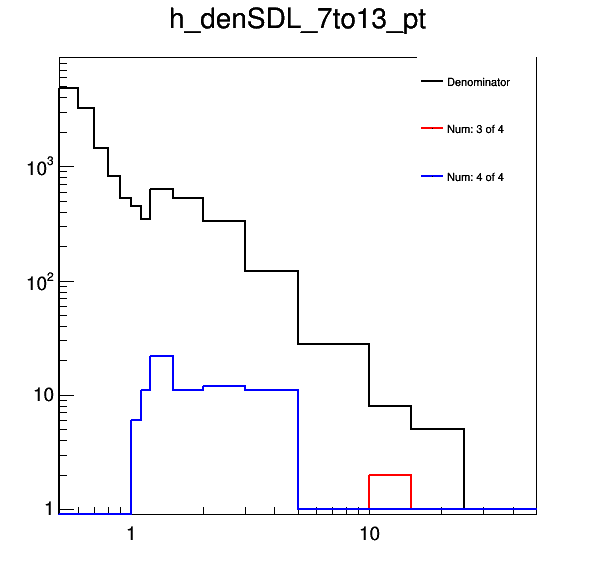 h_denSDL_7to13_pt
Denominator
Num: 3 of 4
Num: 4 of 4
10³
10²
10
1
1 10